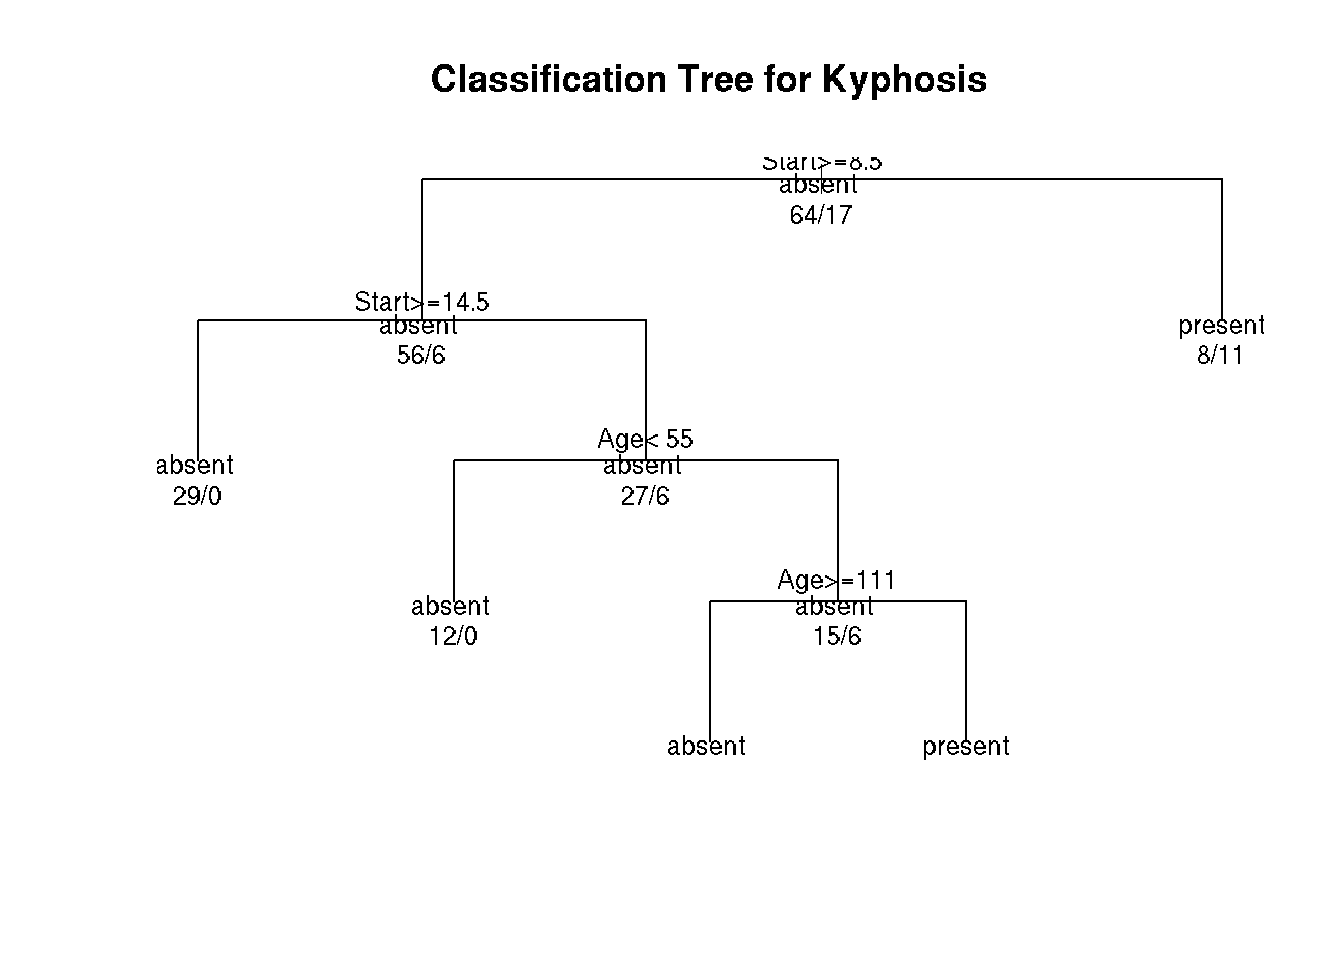 Classification Tree for Kyphosis
Start>=8.5
absent
64/17
Start>=14.5
absent
56/6
present
8/11
absent
29/0
Age< 55
absent
27/6
absent
12/0
Age>=111
absent
15/6
absent
present